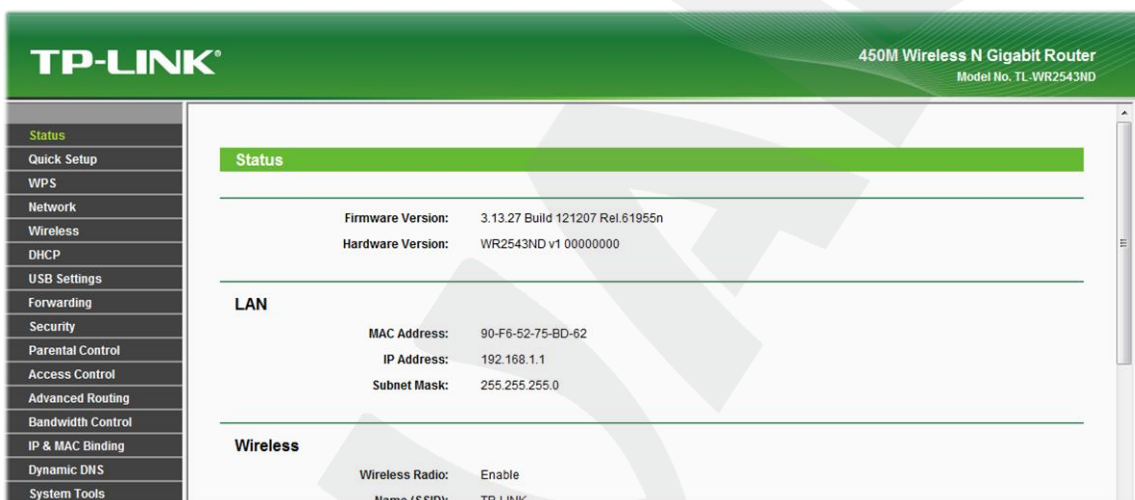 TP-LINK®
450M Wireless N Gigabit Router
Model No. TL-WR2543ND
Status
Quick Setup
WPS
Network
Wireless
DHCP
USB Settings
Forwarding
Security
Parental Control
Access Control
Advanced Routing
Bandwidth Control
IP & MAC Binding
Dynamic DNS
System Tools
Status
Firmware Version: 3.13.27 Build 121207 Rel.61955n
Hardware Version: WR2543ND v1 00000000
LAN
MAC Address: 90-F6-52-75-BD-62
IP Address: 192.168.1.1
Subnet Mask: 255.255.255.0
Wireless
Wireless Radio: Enable
Name (SSID): TP-LINK